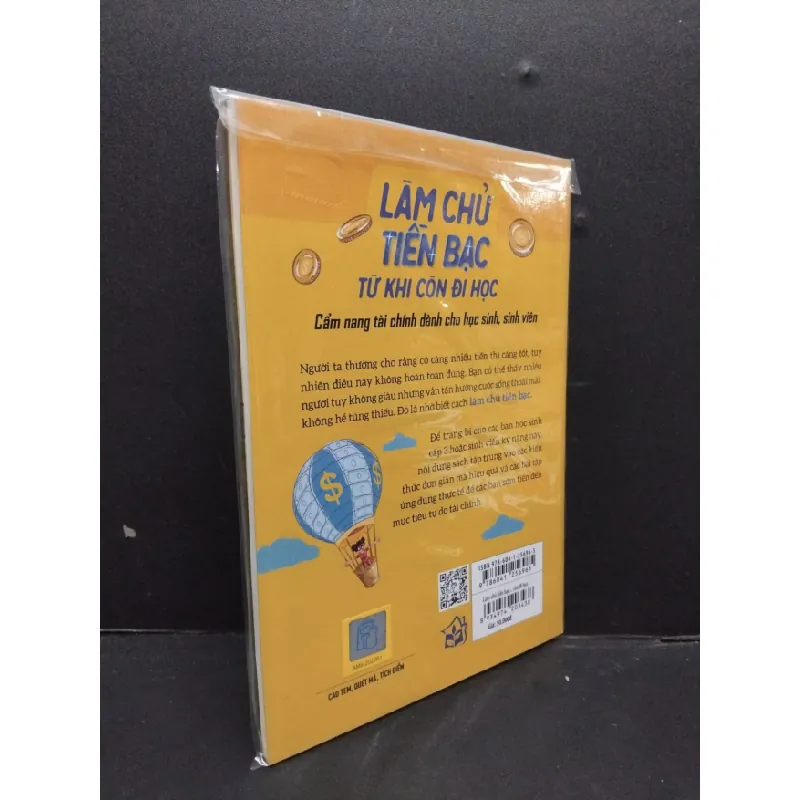 LÀM CHỦ
TIỀN BẠC
TỪ KHI CÒN ĐI HỌC
Cẩm nang tài chính dành cho học sinh, sinh viên
Người ta thường cho rằng có càng nhiều tiền thì càng tốt, tuy
nhiên điều này không hoàn toàn đúng. Bạn có thể thấy nhiều
người tuy không giàu nhưng vẫn tận hưởng cuộc sống thoải mái
không hề túng thiếu. Đó là nhờ biết cách làm chủ tiền bạc.
Để trang bị cho các bạn học sinh
cấp 3 hoặc sinh viên kỹ năng này,
nội dung sách tập trung vào các kiến
thức đơn giản mà hiệu quả và các bài tập
ứng dụng thực tế để các bạn sớm tiến đến
mục tiêu tự do tài chính.
$
$
CÀO TEM, QUÉT MÃ, TÍCH ĐIỂM